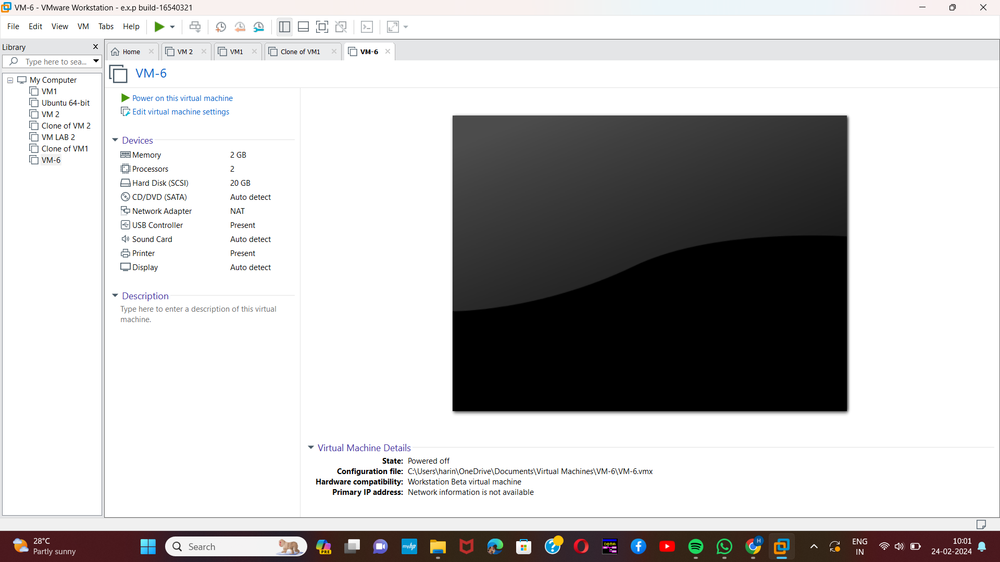 VM-6 - VMware Workstation - e.x.p build-16540321
File Edit View VM Tabs Help
Library
Type here to sea...
My Computer
VM1
Ubuntu 64-bit
VM 2
Clone of VM 2
VM LAB 2
Clone of VM1
VM-6
Home VM 2 VM1 Clone of VM1 VM-6
VM-6
Power on this virtual machine
Edit virtual machine settings
Devices
Memory 2 GB
Processors 2
Hard Disk (SCSI) 20 GB
CD/DVD (SATA) Auto detect
Network Adapter NAT
USB Controller Present
Sound Card Auto detect
Printer Present
Display Auto detect
Description
Type here to enter a description of this virtual
machine.
Virtual Machine Details
State: Powered off
Configuration file: C:\Users\harin\OneDrive\Documents\Virtual Machines\VM-6\VM-6.vmx
Hardware compatibility: Workstation Beta virtual machine
Primary IP address: Network information is not available
28°C
Partly sunny
Search
PRE
myhp
DATA
H
ENG
IN
10:01
24-02-2024